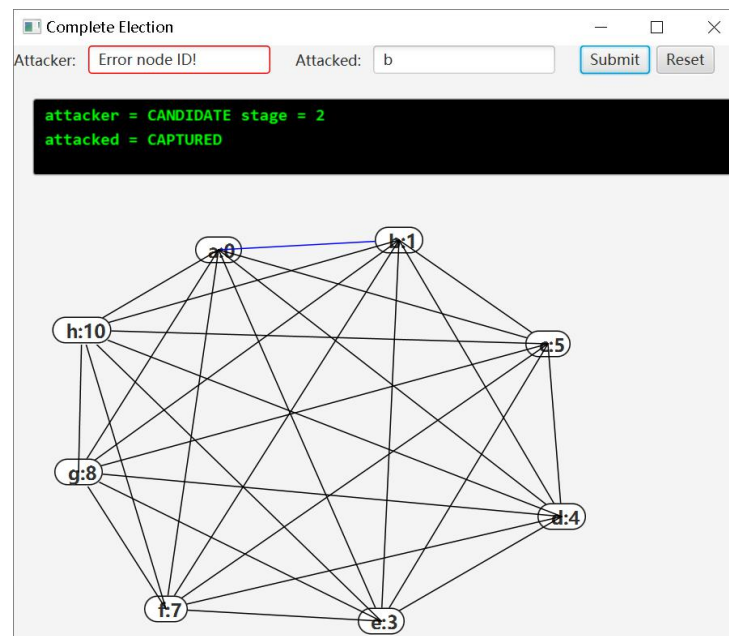 Complete Election
Attacker: Error node ID! Attacked: b Submit Reset
attacker = CANDIDATE stage = 2
attacked = CAPTURED
b:1
a:0
h:10
c:5
g:8
d:4
f:7
e:3